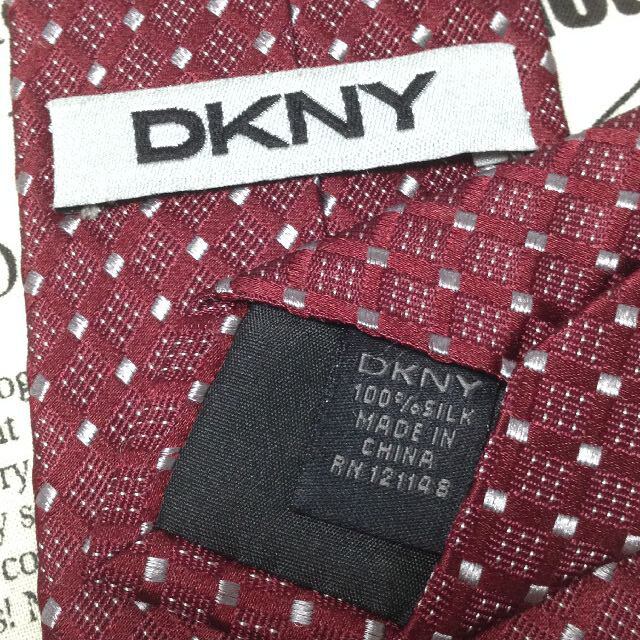 DKNY
DKNY
100% SILK
MADE IN
CHINA
RN 121148